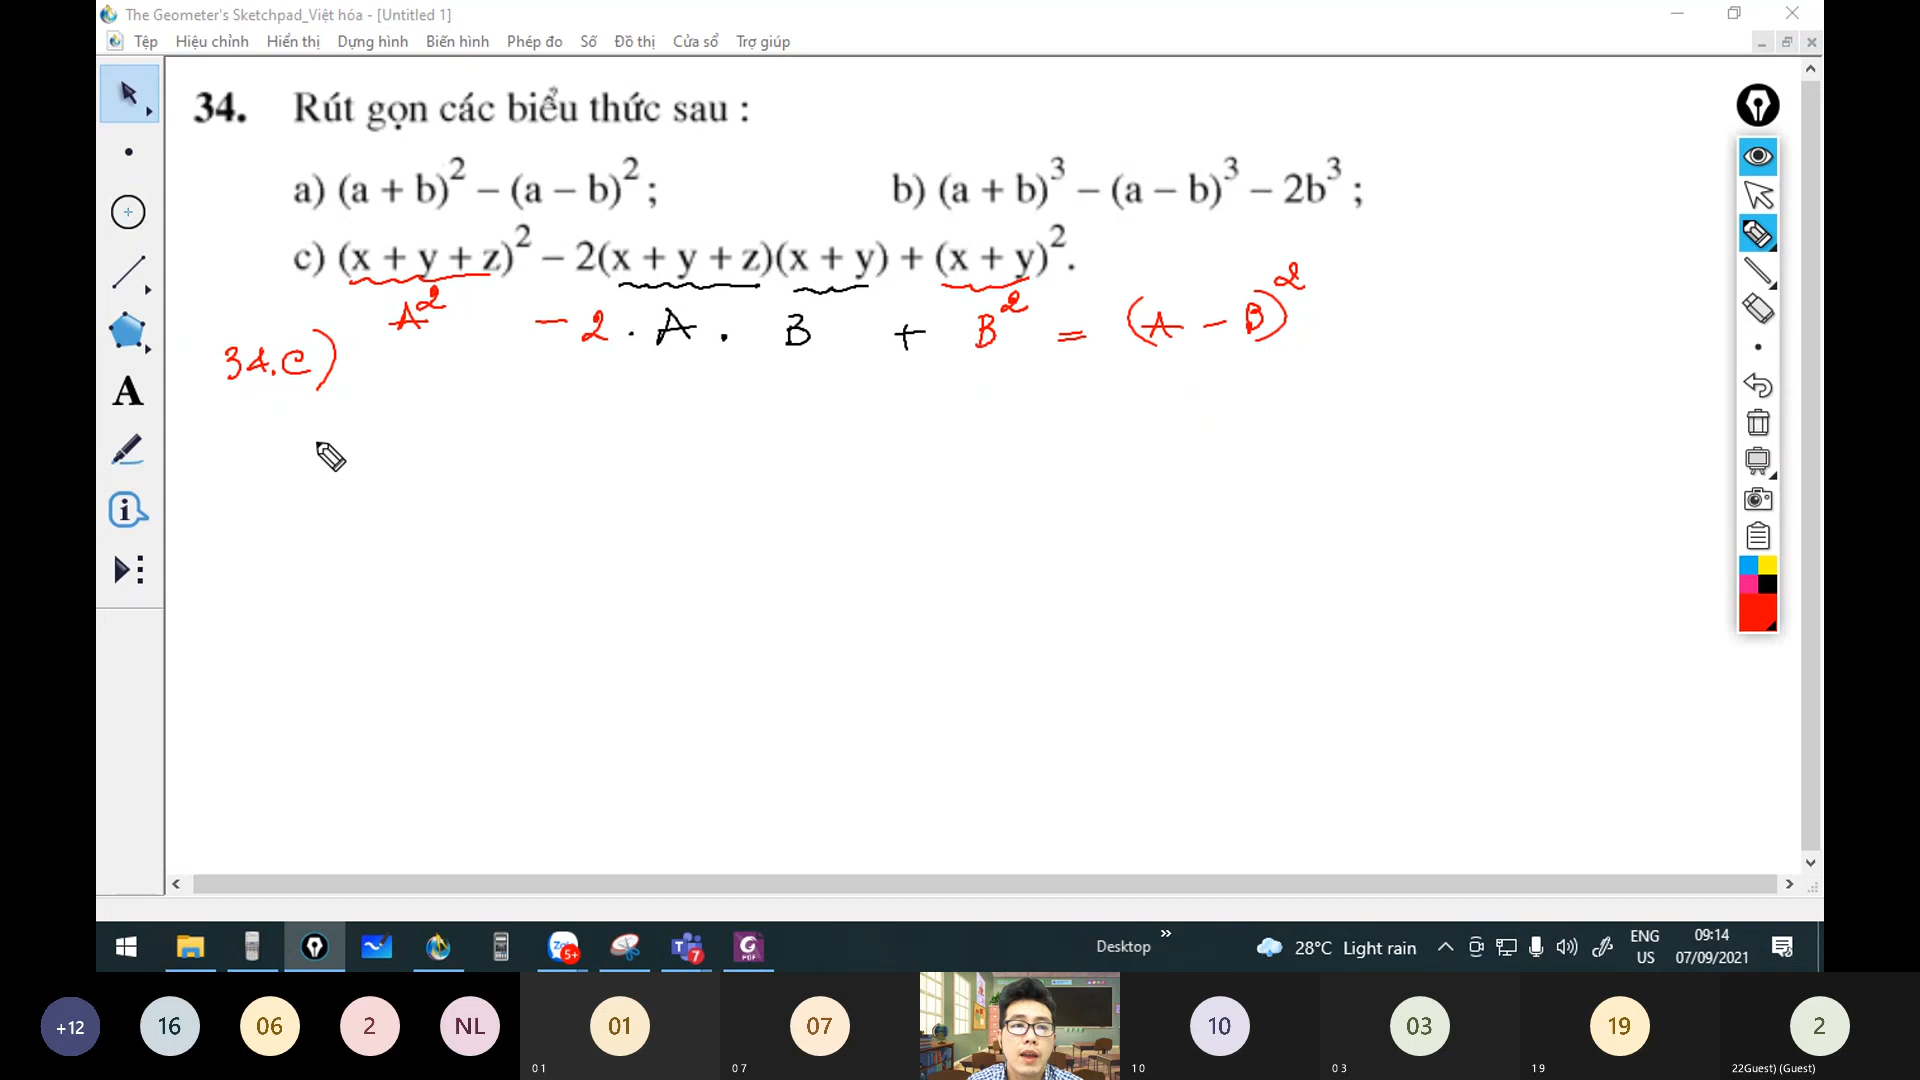 The Geometer's Sketchpad_Việt hóa - [Untitled 1]
Tệp Hiệu chỉnh Hiển thị Dựng hình Biến hình Phép đo Số Đồ thị Cửa sổ Trợ giúp
34. Rút gọn các biểu thức sau :
a) (a + b)² – (a – b)² ; b) (a + b)³ – (a – b)³ – 2b³ ;
c) (x + y + z)² – 2(x + y + z)(x + y) + (x + y)².
A² - 2 . A . B + B² = (A - B)²
34.c)
A
Desktop » 28°C Light rain ENG US 09:14 07/09/2021
5+ 7 PDF
+12 16 06 2 NL 01 07 10 03 19 2
01 07 10 03 19 22Guest) (Guest)